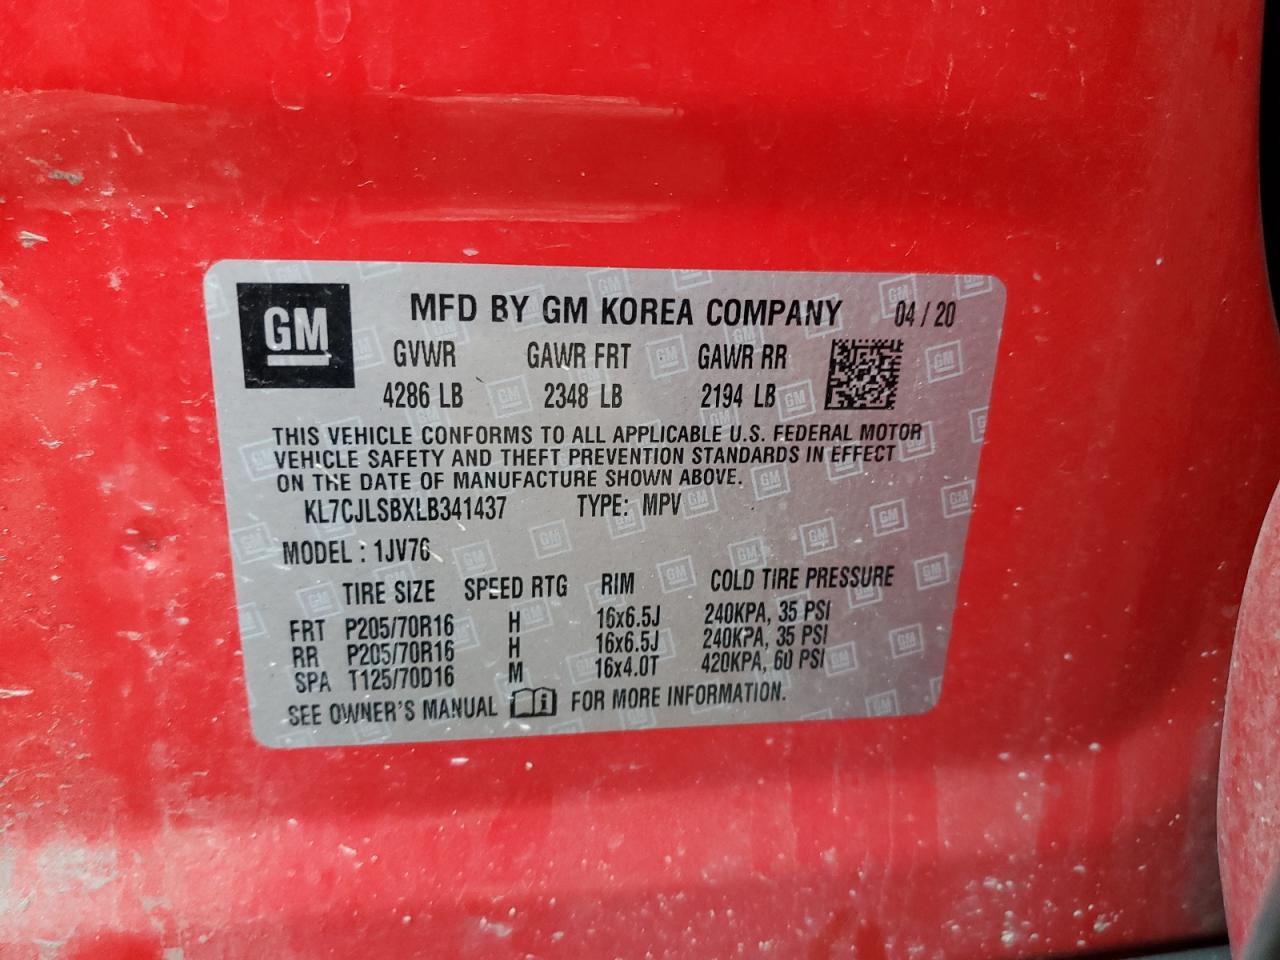 GM
MFD BY GM KOREA COMPANY 04 / 20
GVWR GAWR FRT GAWR RR
4286 LB 2348 LB 2194 LB
THIS VEHICLE CONFORMS TO ALL APPLICABLE U.S. FEDERAL MOTOR
VEHICLE SAFETY AND THEFT PREVENTION STANDARDS IN EFFECT
ON THE DATE OF MANUFACTURE SHOWN ABOVE.
KL7CJLSBXLB341437 TYPE: MPV
MODEL : 1JV76
TIRE SIZE SPEED RTG RIM COLD TIRE PRESSURE
FRT P205/70R16 H 16x6.5J 240KPA, 35 PSI
RR P205/70R16 H 16x6.5J 240KPA, 35 PSI
SPA T125/70D16 M 16x4.0T 420KPA, 60 PSI
SEE OWNER'S MANUAL FOR MORE INFORMATION.